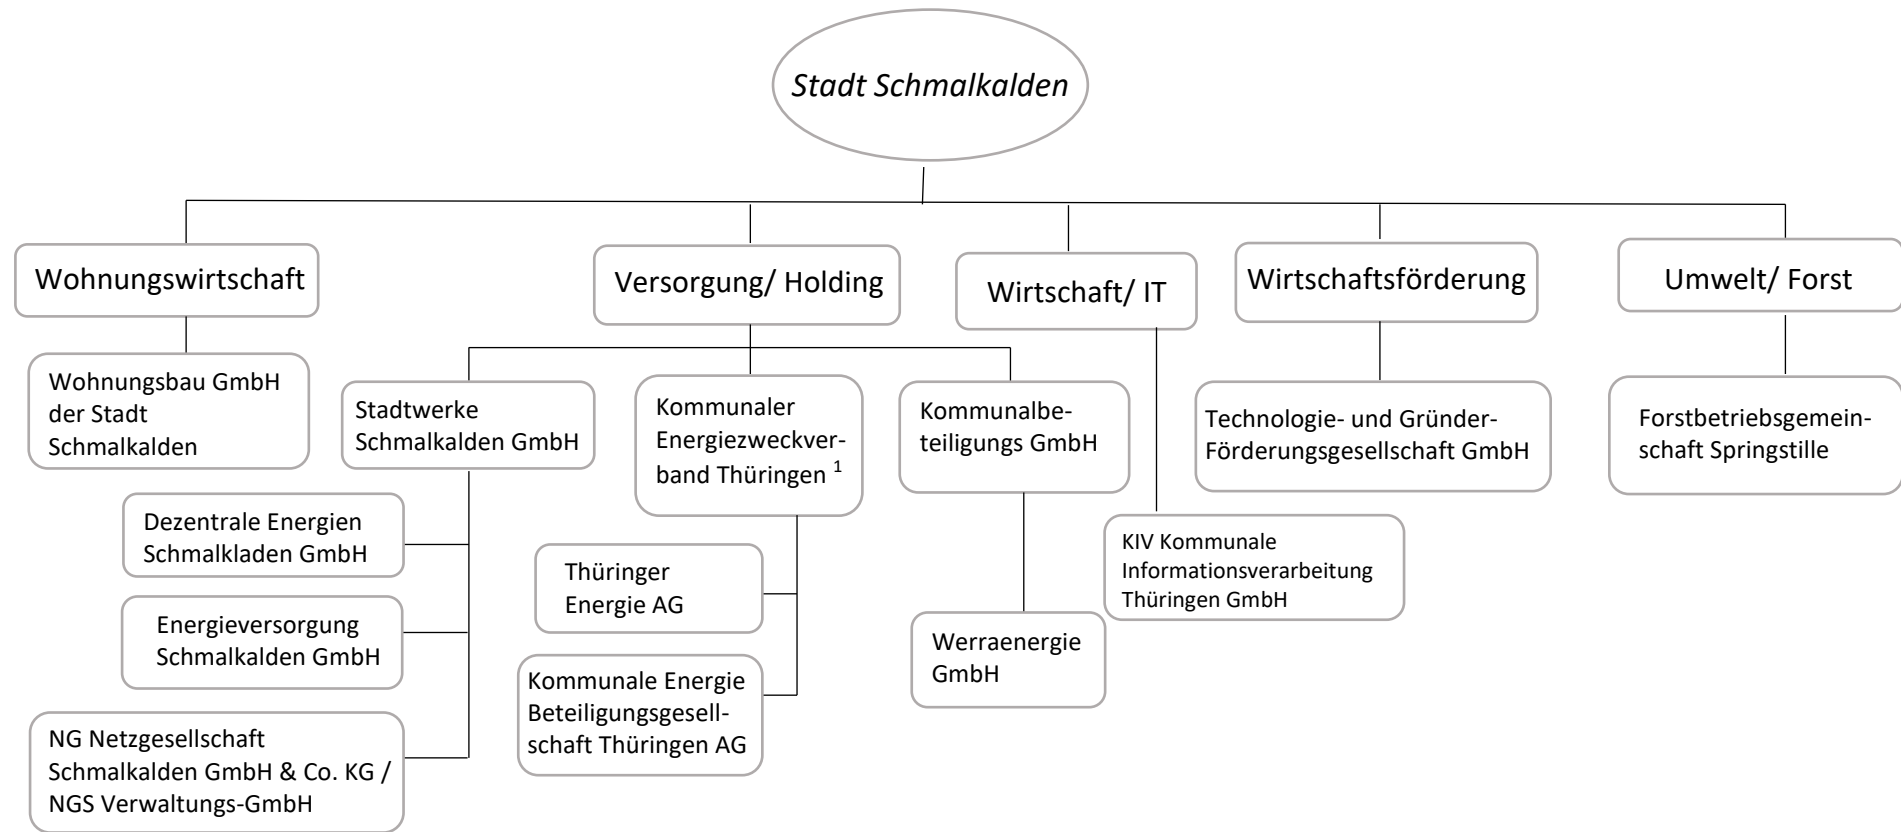 Stadt Schmalkalden
Wohnungswirtschaft
Versorgung/ Holding
Wirtschaft/ IT
Wirtschaftsförderung
Umwelt/ Forst
Wohnungsbau GmbH
der Stadt
Schmalkalden
Stadtwerke
Schmalkalden GmbH
Kommunaler
Energiezweckver-
band Thüringen ¹
Kommunalbe-
teiligungs GmbH
Technologie- und Gründer-
Förderungsgesellschaft GmbH
Forstbetriebsgemein-
schaft Springstille
Dezentrale Energien
Schmalkladen GmbH
Thüringer
Energie AG
KIV Kommunale
Informationsverarbeitung
Thüringen GmbH
Energieversorgung
Schmalkalden GmbH
Werraenergie
GmbH
Kommunale Energie
Beteiligungsgesell-
schaft Thüringen AG
NG Netzgesellschaft
Schmalkalden GmbH & Co. KG /
NGS Verwaltungs-GmbH